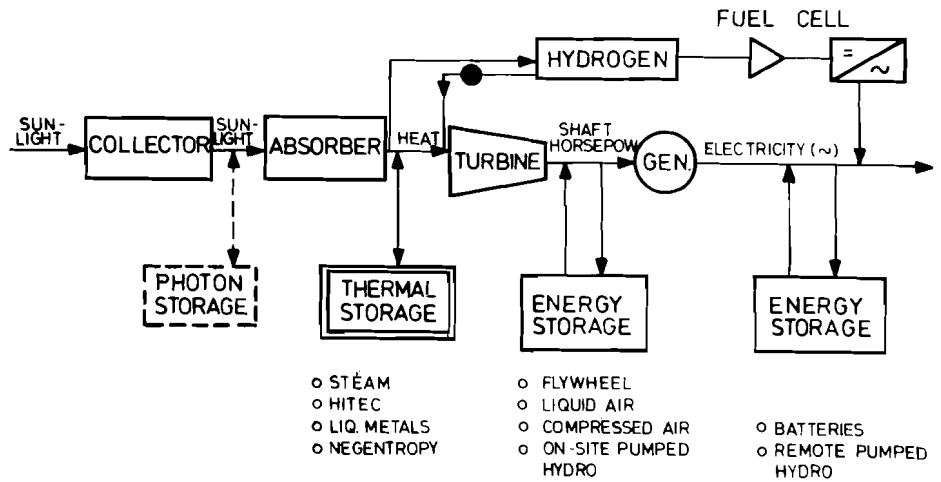 FUEL CELL
HYDROGEN
=
~
SUN-
LIGHT
COLLECTOR
SUN-
LIGHT
ABSORBER
HEAT
TURBINE
SHAFT
HORSEPOW.
GEN.
ELECTRICITY (~)
PHOTON
STORAGE
THERMAL
STORAGE
ENERGY
STORAGE
ENERGY
STORAGE
o STEAM
o HITEC
o LIQ. METALS
o NEGENTROPY
o FLYWHEEL
o LIQUID AIR
o COMPRESSED AIR
o ON-SITE PUMPED
HYDRO
o BATTERIES
o REMOTE PUMPED
HYDRO